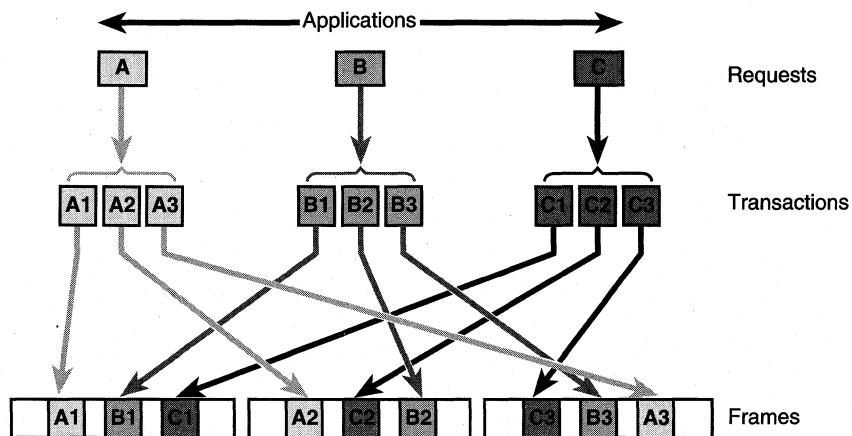 Applications
A B C Requests
A1 A2 A3 B1 B2 B3 C1 C2 C3 Transactions
A1 B1 C1 A2 C2 B2 C3 B3 A3 Frames